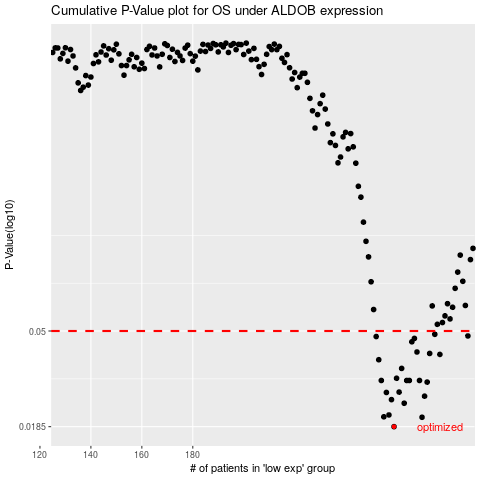 Cumulative P-Value plot for OS under ALDOB expression
P-Value(log10)
0.05
0.0185
optimized
120 140 160 180
# of patients in 'low exp' group